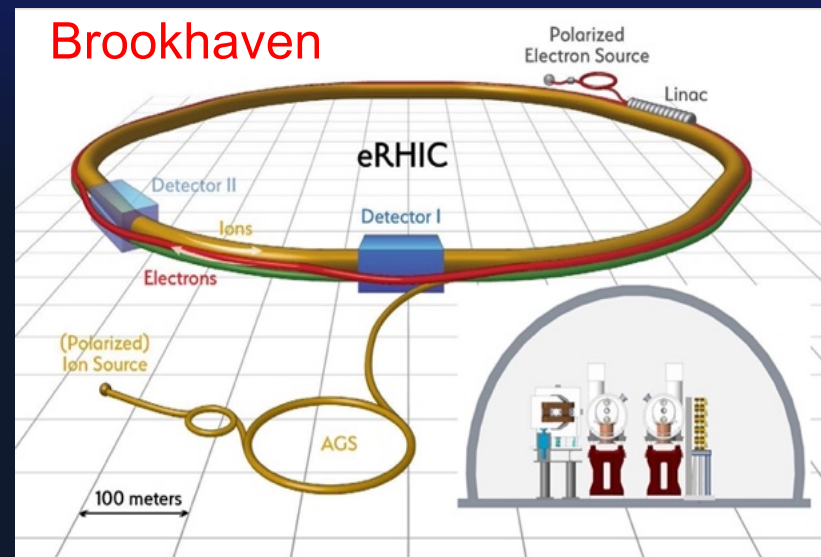 Brookhaven
Polarized
Electron Source
Linac
eRHIC
Detector II
Detector I
Ions
Electrons
(Polarized)
Ion Source
AGS
100 meters